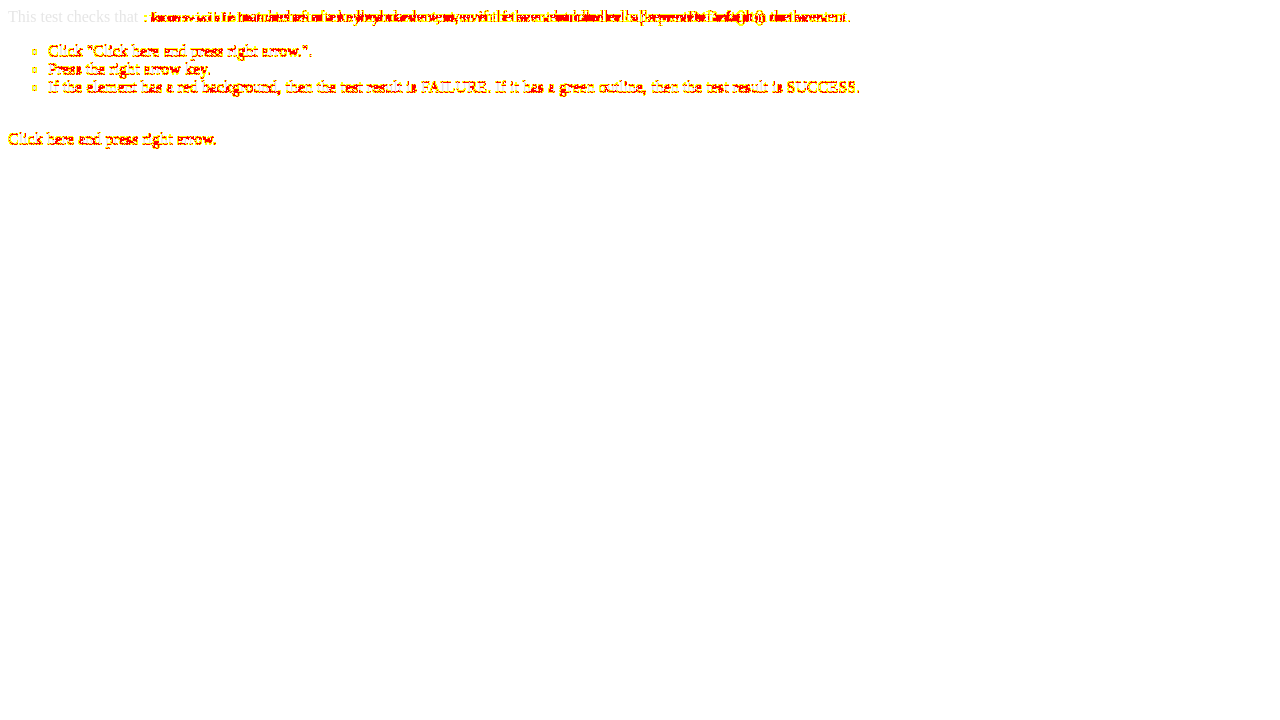 This test checks that
Click "Click here and press right arrow.".
Press the right arrow key.
If the element has a red background, then the test result is FAILURE. If it has a green outline, then the test result is SUCCESS.
Click here and press right arrow.